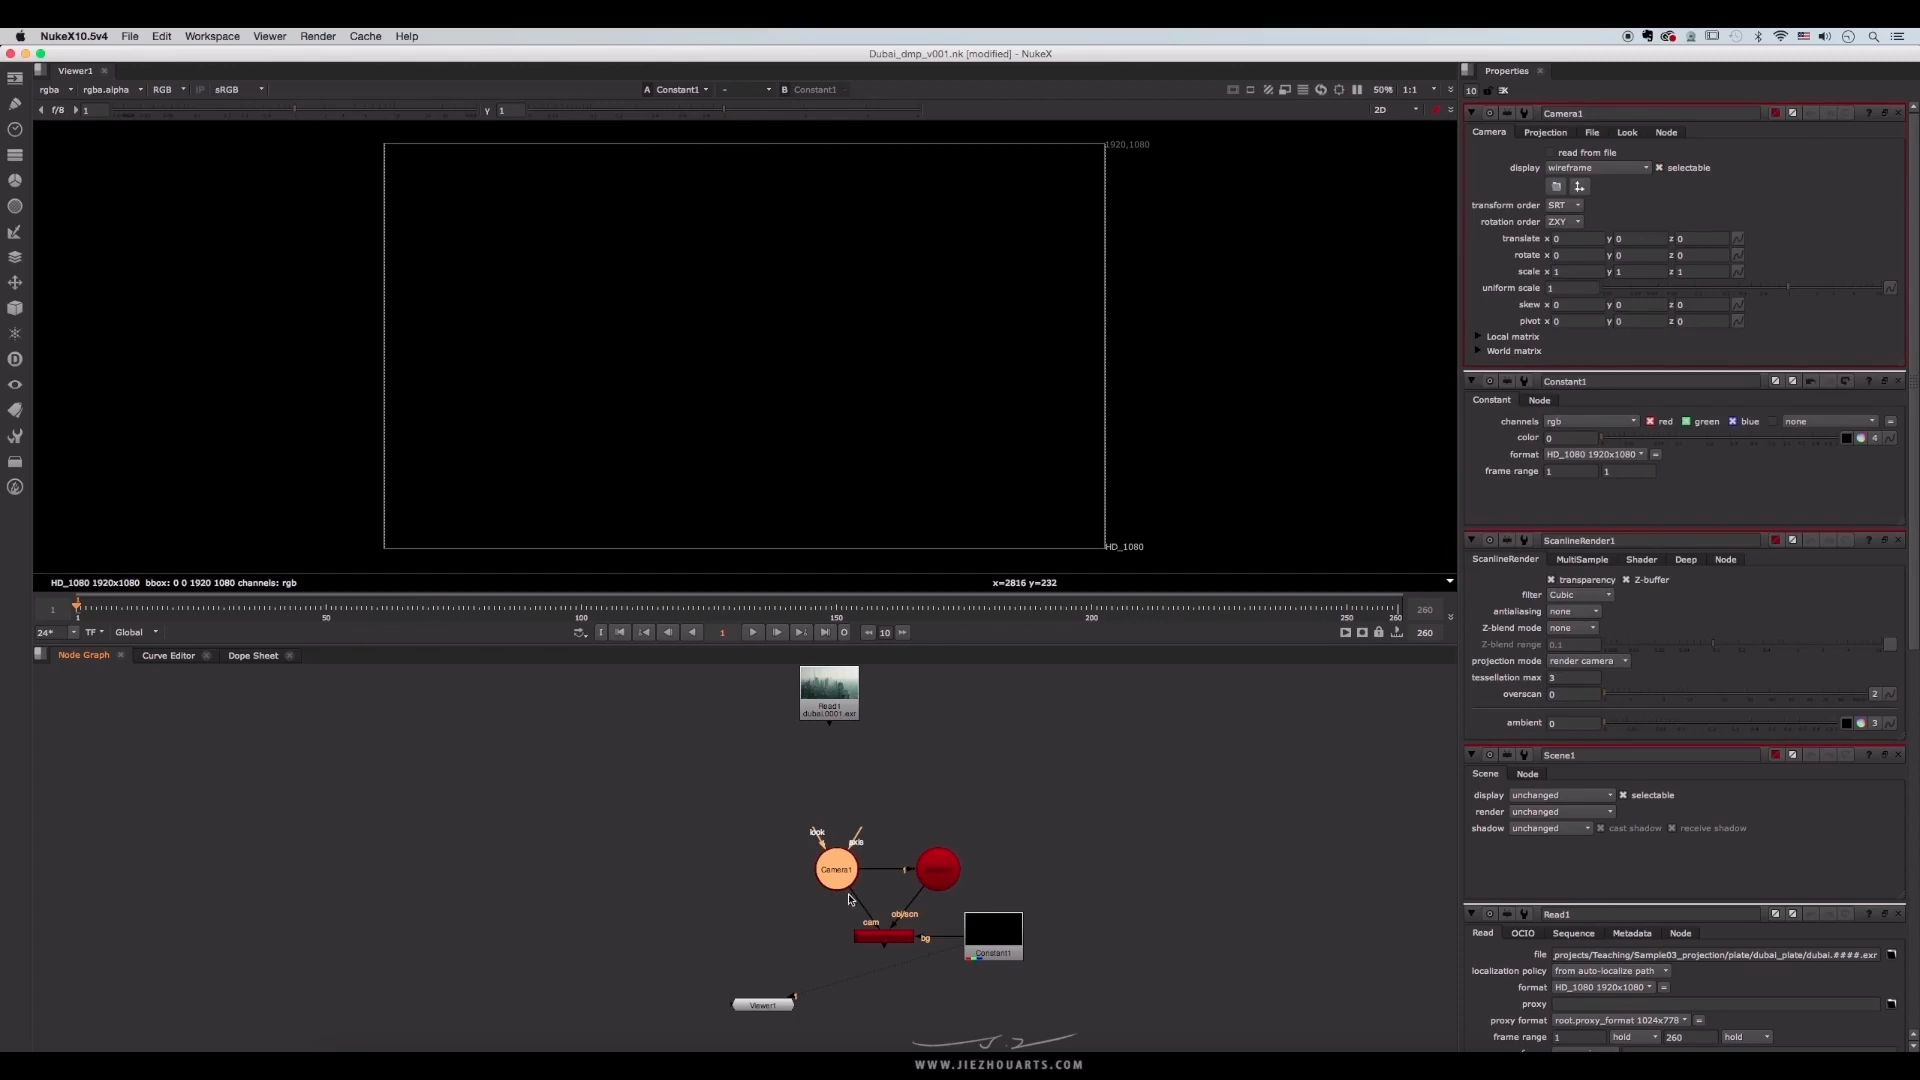 NukeX10.5v4 File Edit Workspace Viewer Render Cache Help
Dubai_dmp_v001.nk [modified] - NukeX
Viewer1
rgba rgba.alpha RGB IP sRGB A Constant1 - B Constant1 50% 1:1
f/8 1 Y 1 2D
1920,1080
HD_1080
HD_1080 1920x1080 bbox: 0 0 1920 1080 channels: rgb x=2816 y=232
1 1 50 100 150 200 250 260 260
24* TF Global 1 10 260
Node Graph Curve Editor Dope Sheet
Read1
dubai.0001.exr
look
axis
Camera1 1
obj/scn
cam
bg
Constant1
Viewer1
1
WWW.JIEZHOUARTS.COM
Properties
10
Camera1
Camera Projection File Look Node
read from file
display wireframe selectable
transform order SRT
rotation order ZXY
translate x 0 y 0 z 0
rotate x 0 y 0 z 0
scale x 1 y 1 z 1
uniform scale 1
skew x 0 y 0 z 0
pivot x 0 y 0 z 0
Local matrix
World matrix
Constant1
Constant Node
channels rgb red green blue none =
color 0 4
format HD_1080 1920x1080 =
frame range 1 1
ScanlineRender1
ScanlineRender MultiSample Shader Deep Node
transparency Z-buffer
filter Cubic
antialiasing none
Z-blend mode none
Z-blend range 0.1
projection mode render camera
tessellation max 3
overscan 0 2
ambient 0 3
Scene1
Scene Node
display unchanged selectable
render unchanged
shadow unchanged cast shadow receive shadow
Read1
Read OCIO Sequence Metadata Node
file projects/Teaching/Sample03_projection/plate/dubai_plate/dubai.####.exr
localization policy from auto-localize path
format HD_1080 1920x1080 =
proxy
proxy format root.proxy_format 1024x778 =
frame range 1 hold 260 hold